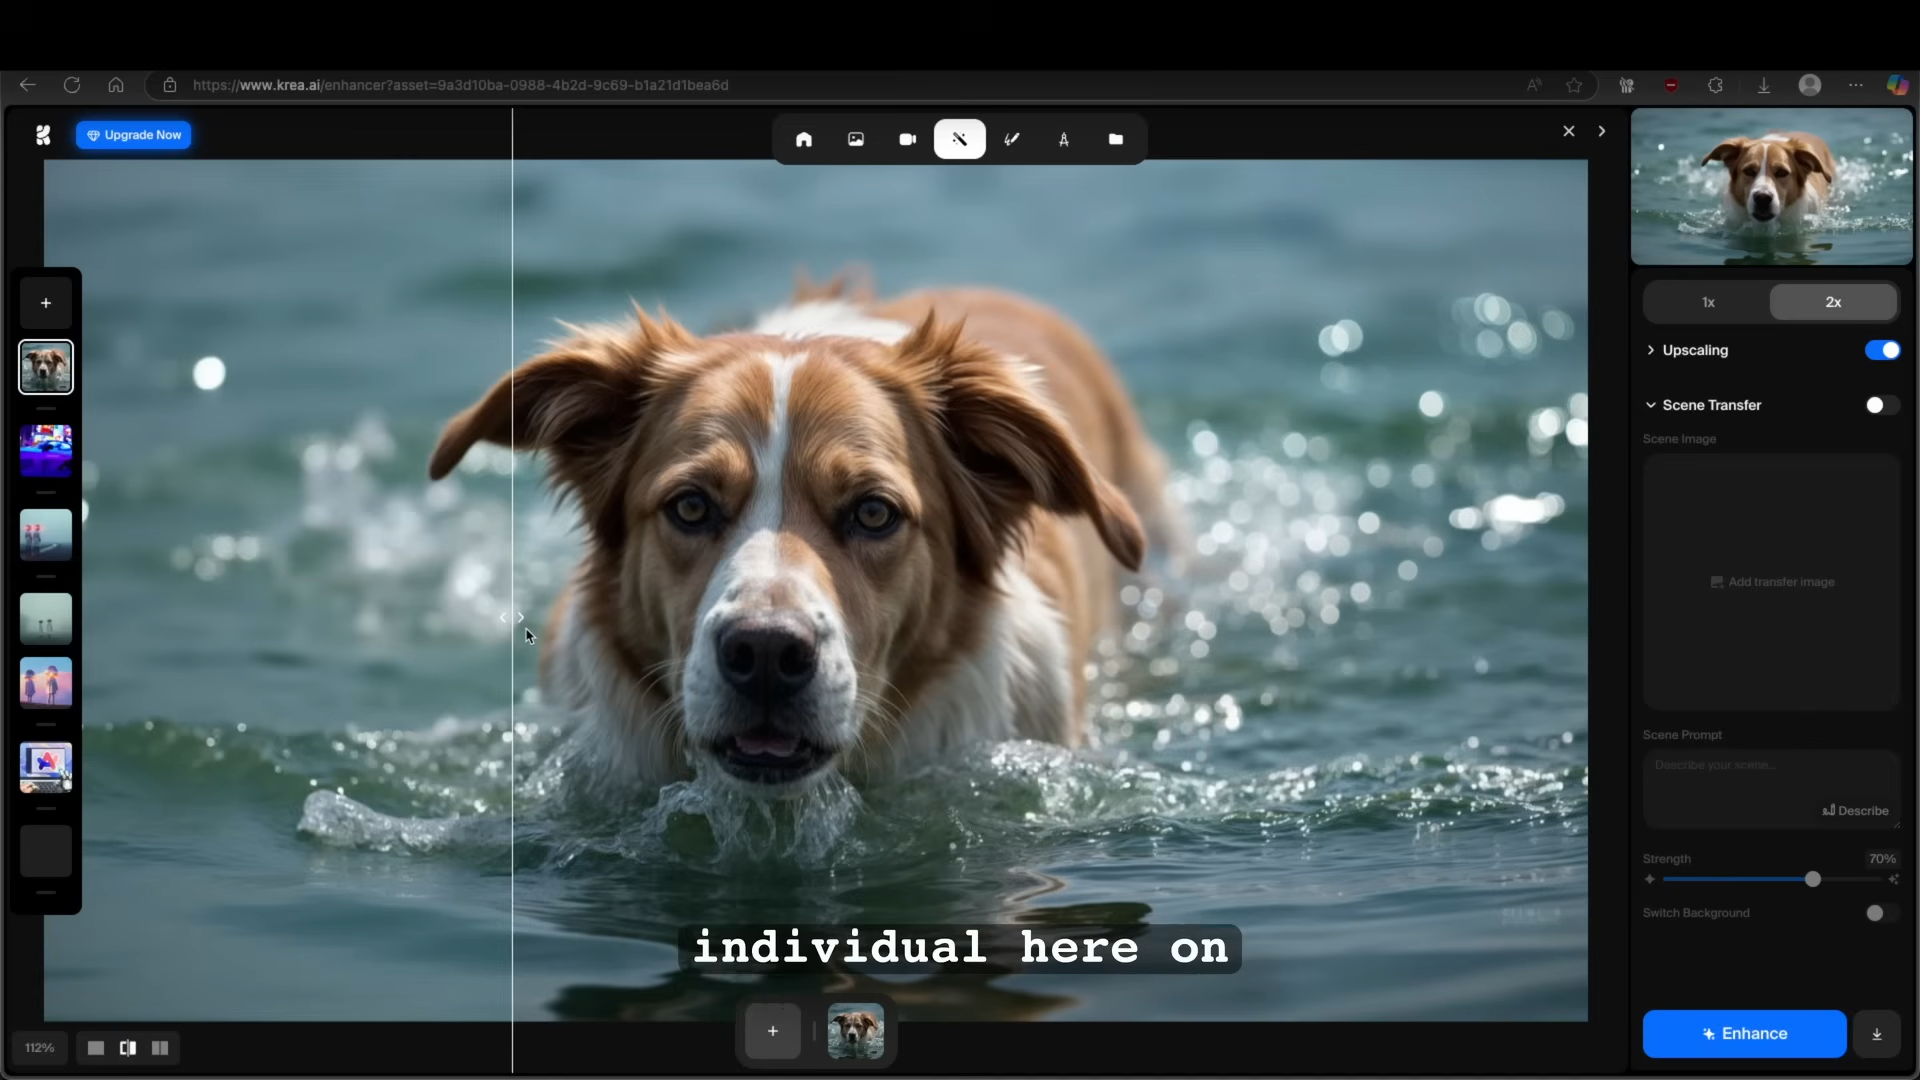 https://www.krea.ai/enhancer?asset=9a3d10ba-0988-4b2d-9c69-b1a21d1bea6d
Upgrade Now
1x 2x
Upscaling
Scene Transfer
Scene Image
Add transfer image
Scene Prompt
Describe your scene...
Describe
Strength 70%
Switch Background
individual here on
112%
Enhance